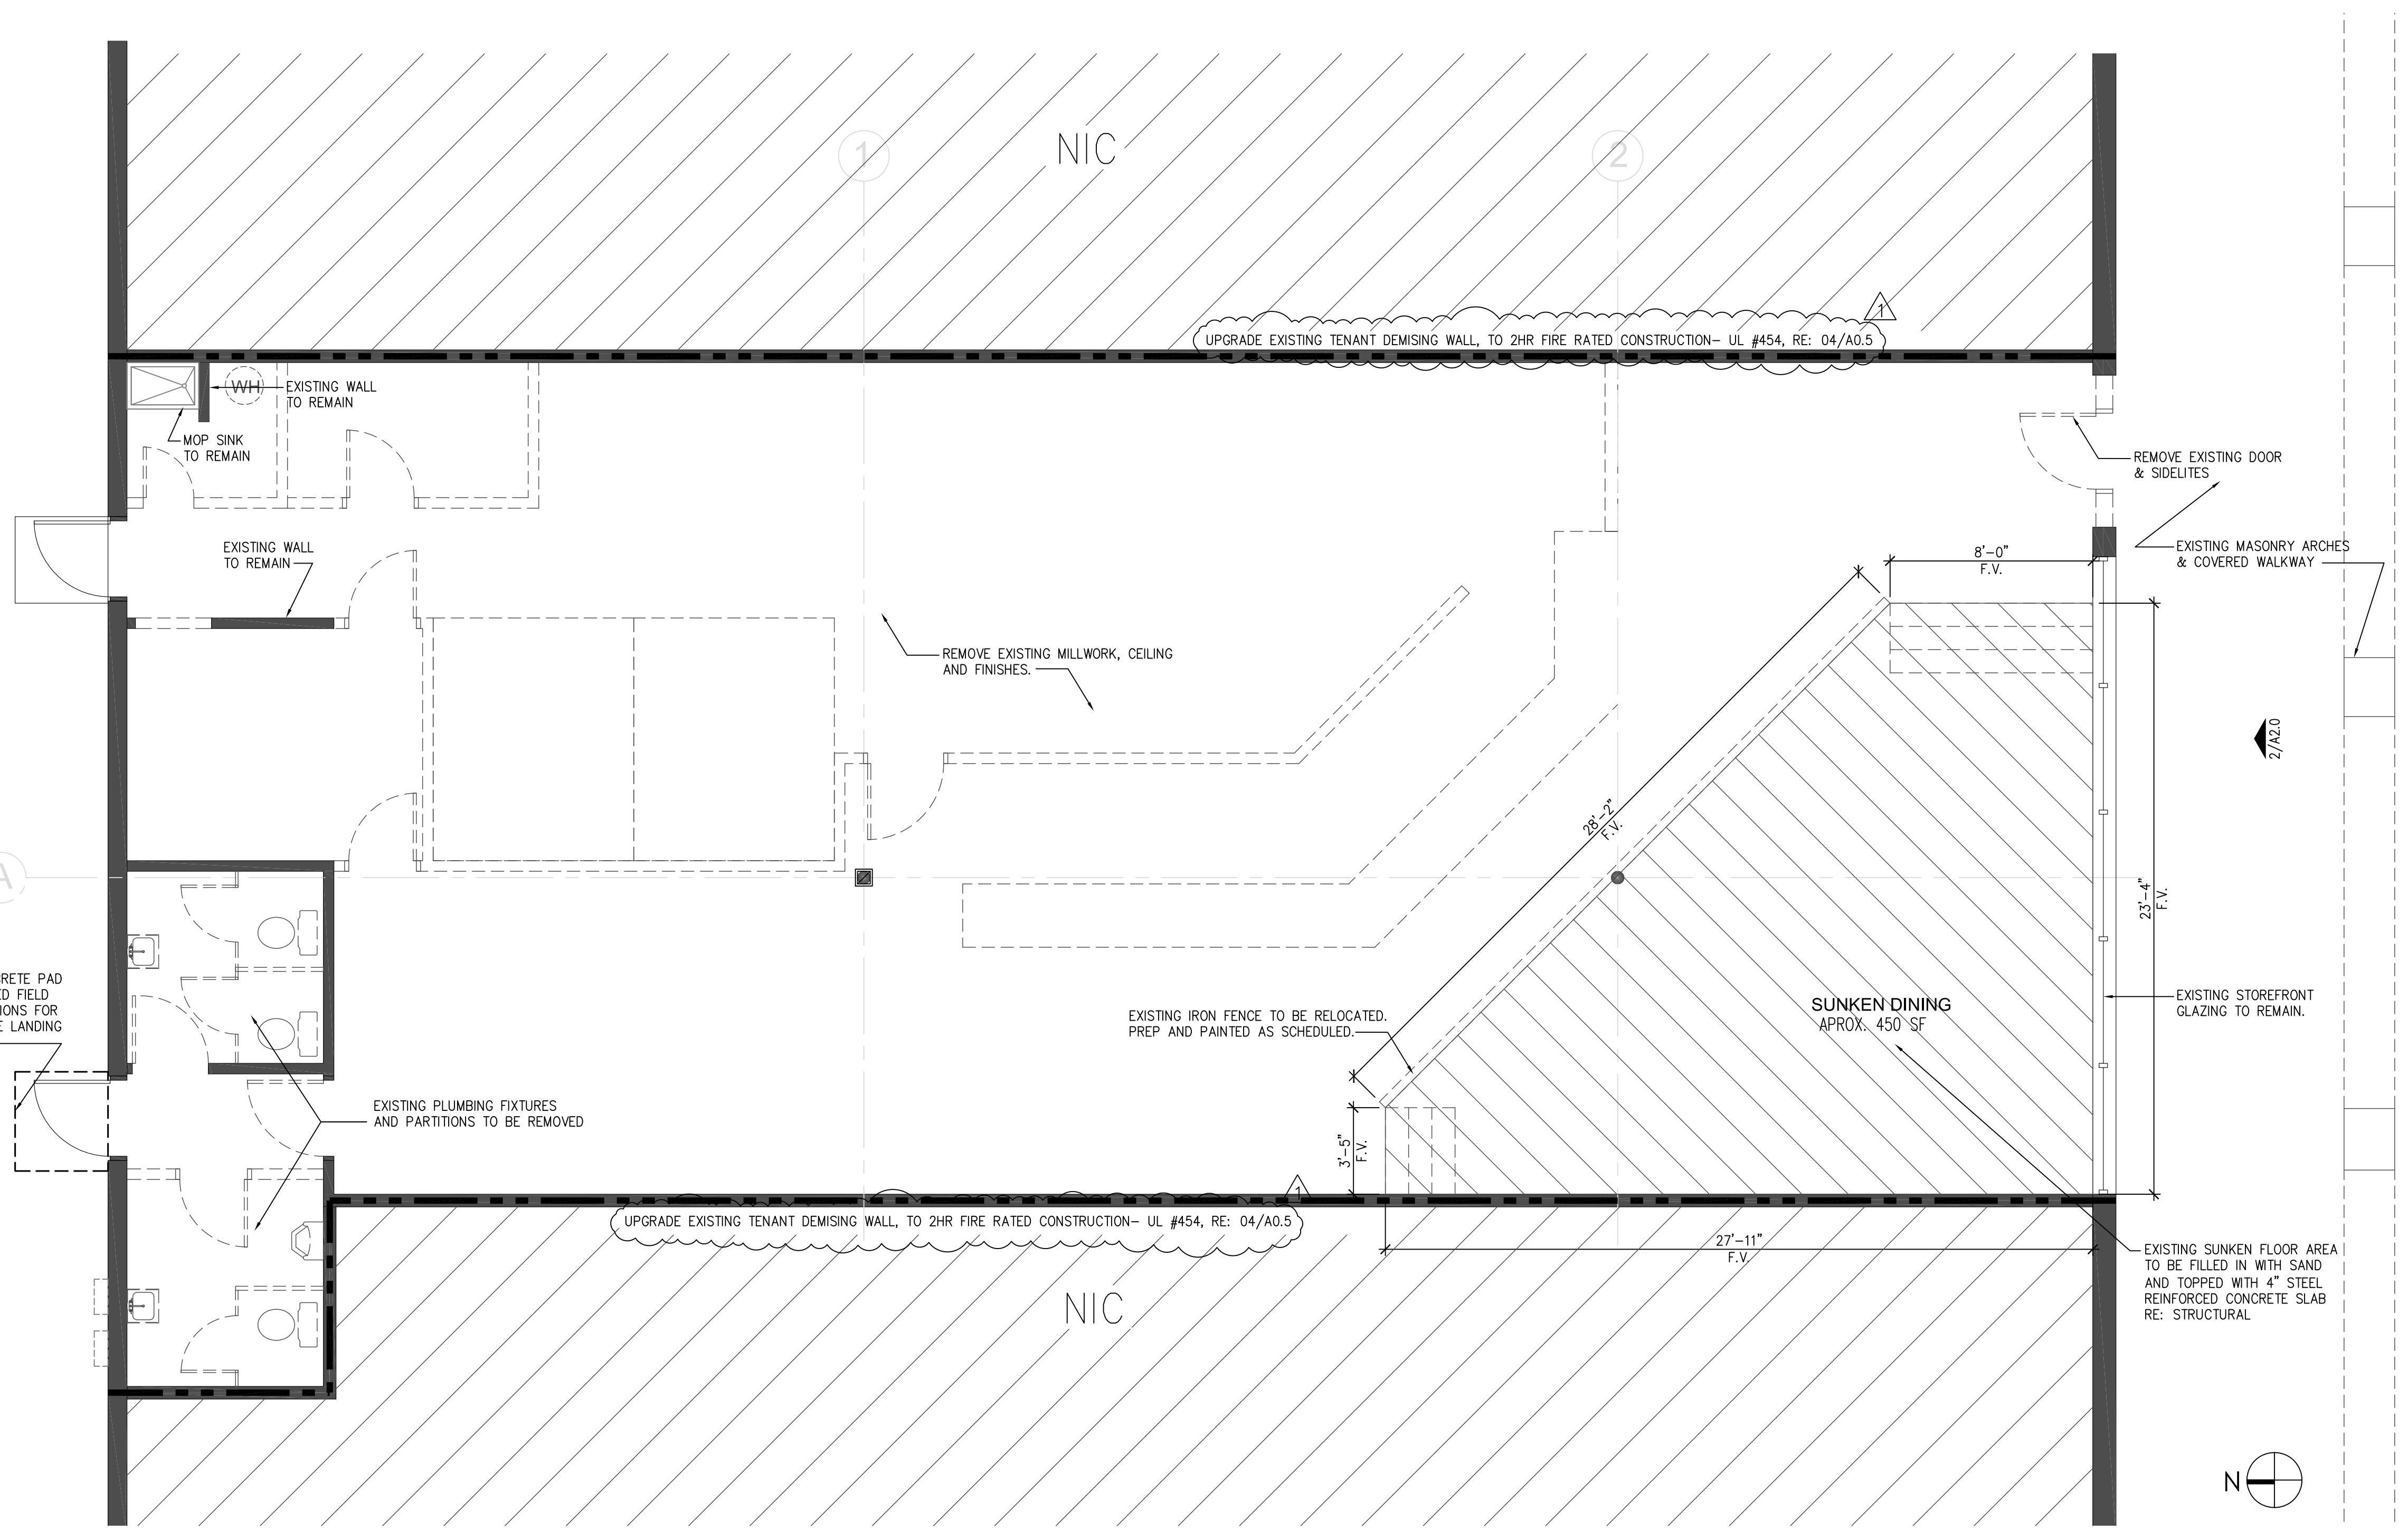 NIC
1
2
1
UPGRADE EXISTING TENANT DEMISING WALL, TO 2HR FIRE RATED CONSTRUCTION– UL #454, RE: 04/A0.5
WH
EXISTING WALL
TO REMAIN
MOP SINK
TO REMAIN
REMOVE EXISTING DOOR
& SIDELITES
EXISTING WALL
TO REMAIN
8'–0"
F.V.
EXISTING MASONRY ARCHES
& COVERED WALKWAY
REMOVE EXISTING MILLWORK, CEILING
AND FINISHES.
2/A2.0
28'–2"
F.V.
A
23'–4"
F.V.
CRETE PAD
ED FIELD
IONS FOR
E LANDING
EXISTING IRON FENCE TO BE RELOCATED.
PREP AND PAINTED AS SCHEDULED.
SUNKEN DINING
APROX. 450 SF
EXISTING STOREFRONT
GLAZING TO REMAIN.
EXISTING PLUMBING FIXTURES
AND PARTITIONS TO BE REMOVED
3'–5"
F.V.
1
UPGRADE EXISTING TENANT DEMISING WALL, TO 2HR FIRE RATED CONSTRUCTION– UL #454, RE: 04/A0.5
27'–11"
F.V.
EXISTING SUNKEN FLOOR AREA
TO BE FILLED IN WITH SAND
AND TOPPED WITH 4" STEEL
REINFORCED CONCRETE SLAB
RE: STRUCTURAL
NIC
N